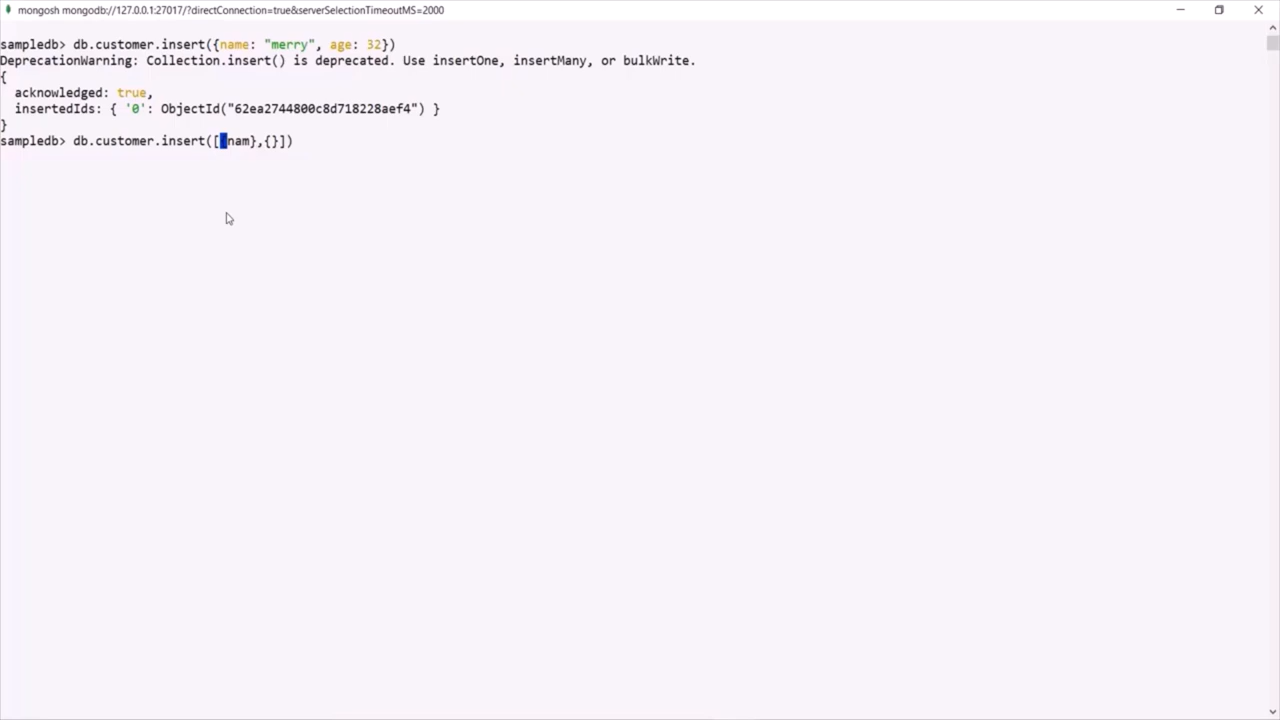 mongosh mongodb://127.0.0.1:27017/?directConnection=true&serverSelectionTimeoutMS=2000
sampledb> db.customer.insert({name: "merry", age: 32})
DeprecationWarning: Collection.insert() is deprecated. Use insertOne, insertMany, or bulkWrite.
{
  acknowledged: true,
  insertedIds: { '0': ObjectId("62ea2744800c8d718228aef4") }
}
sampledb> db.customer.insert([{nam},{}])